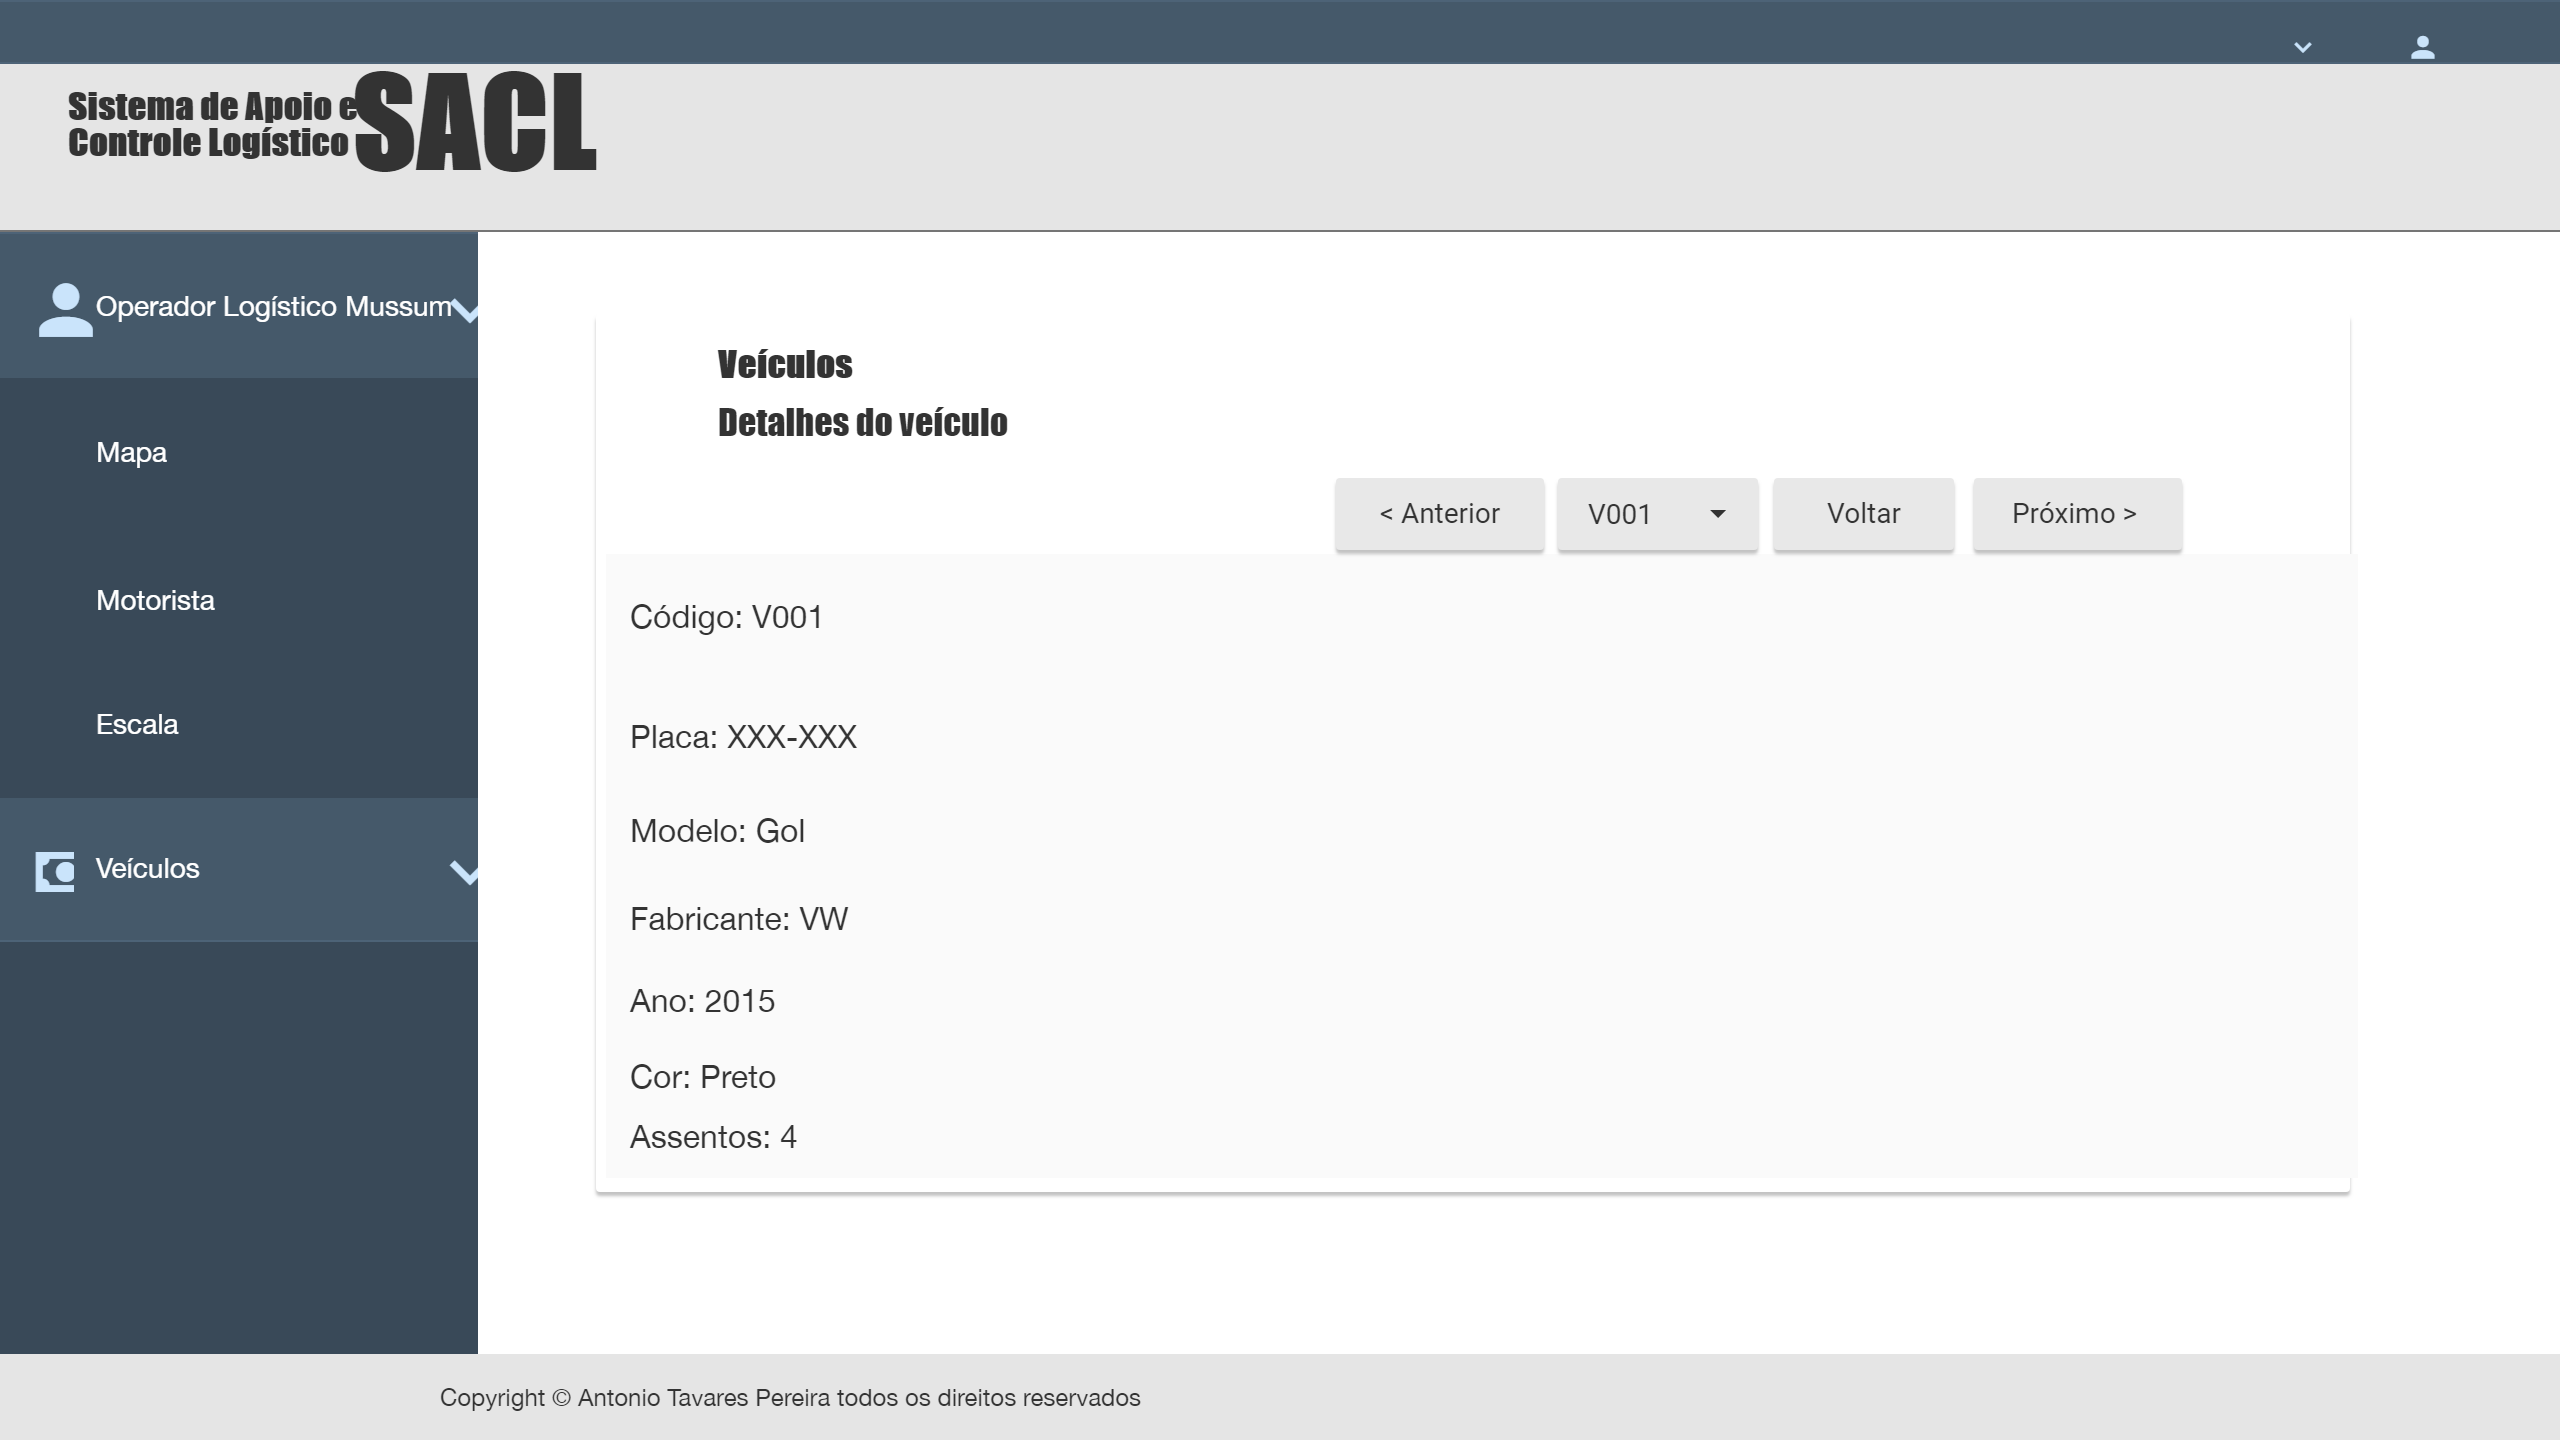 Sistema de Apoio e
Controle Logístico
SACL
Operador Logístico Mussum
Mapa
Motorista
Escala
Veículos
Veículos
Detalhes do veículo
< Anterior
V001
Voltar
Próximo >
Código: V001
Placa: XXX-XXX
Modelo: Gol
Fabricante: VW
Ano: 2015
Cor: Preto
Assentos: 4
Copyright © Antonio Tavares Pereira todos os direitos reservados